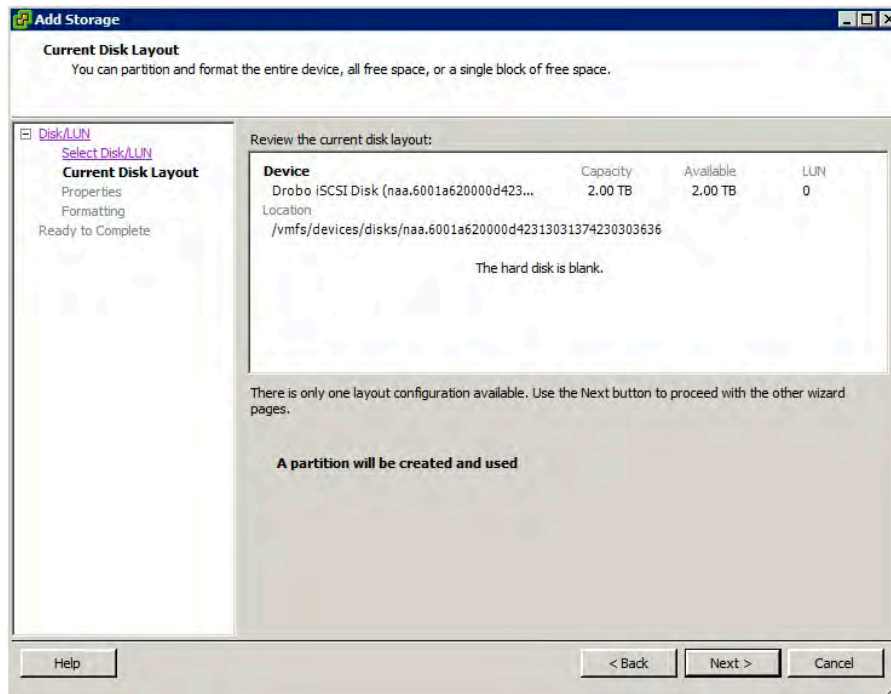 Add Storage
Current Disk Layout
You can partition and format the entire device, all free space, or a single block of free space.
Disk/LUN
Select Disk/LUN
Current Disk Layout
Properties
Formatting
Ready to Complete
Review the current disk layout:
Device Capacity Available LUN
Drobo iSCSI Disk (naa.6001a620000d423... 2.00 TB 2.00 TB 0
Location
/vmfs/devices/disks/naa.6001a620000d42313031374230303636
The hard disk is blank.
There is only one layout configuration available. Use the Next button to proceed with the other wizard
pages.
A partition will be created and used
Help < Back Next > Cancel